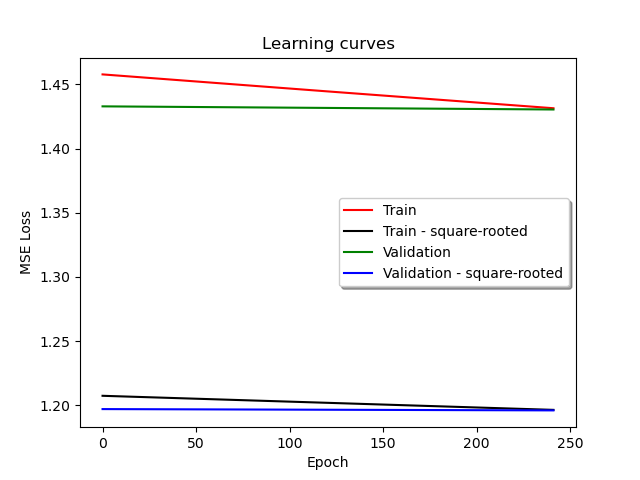 Learning curves
MSE Loss
1.45
1.40
1.35
1.30
1.25
1.20
Train
Train - square-rooted
Validation
Validation - square-rooted
0
50
100
150
200
250
Epoch